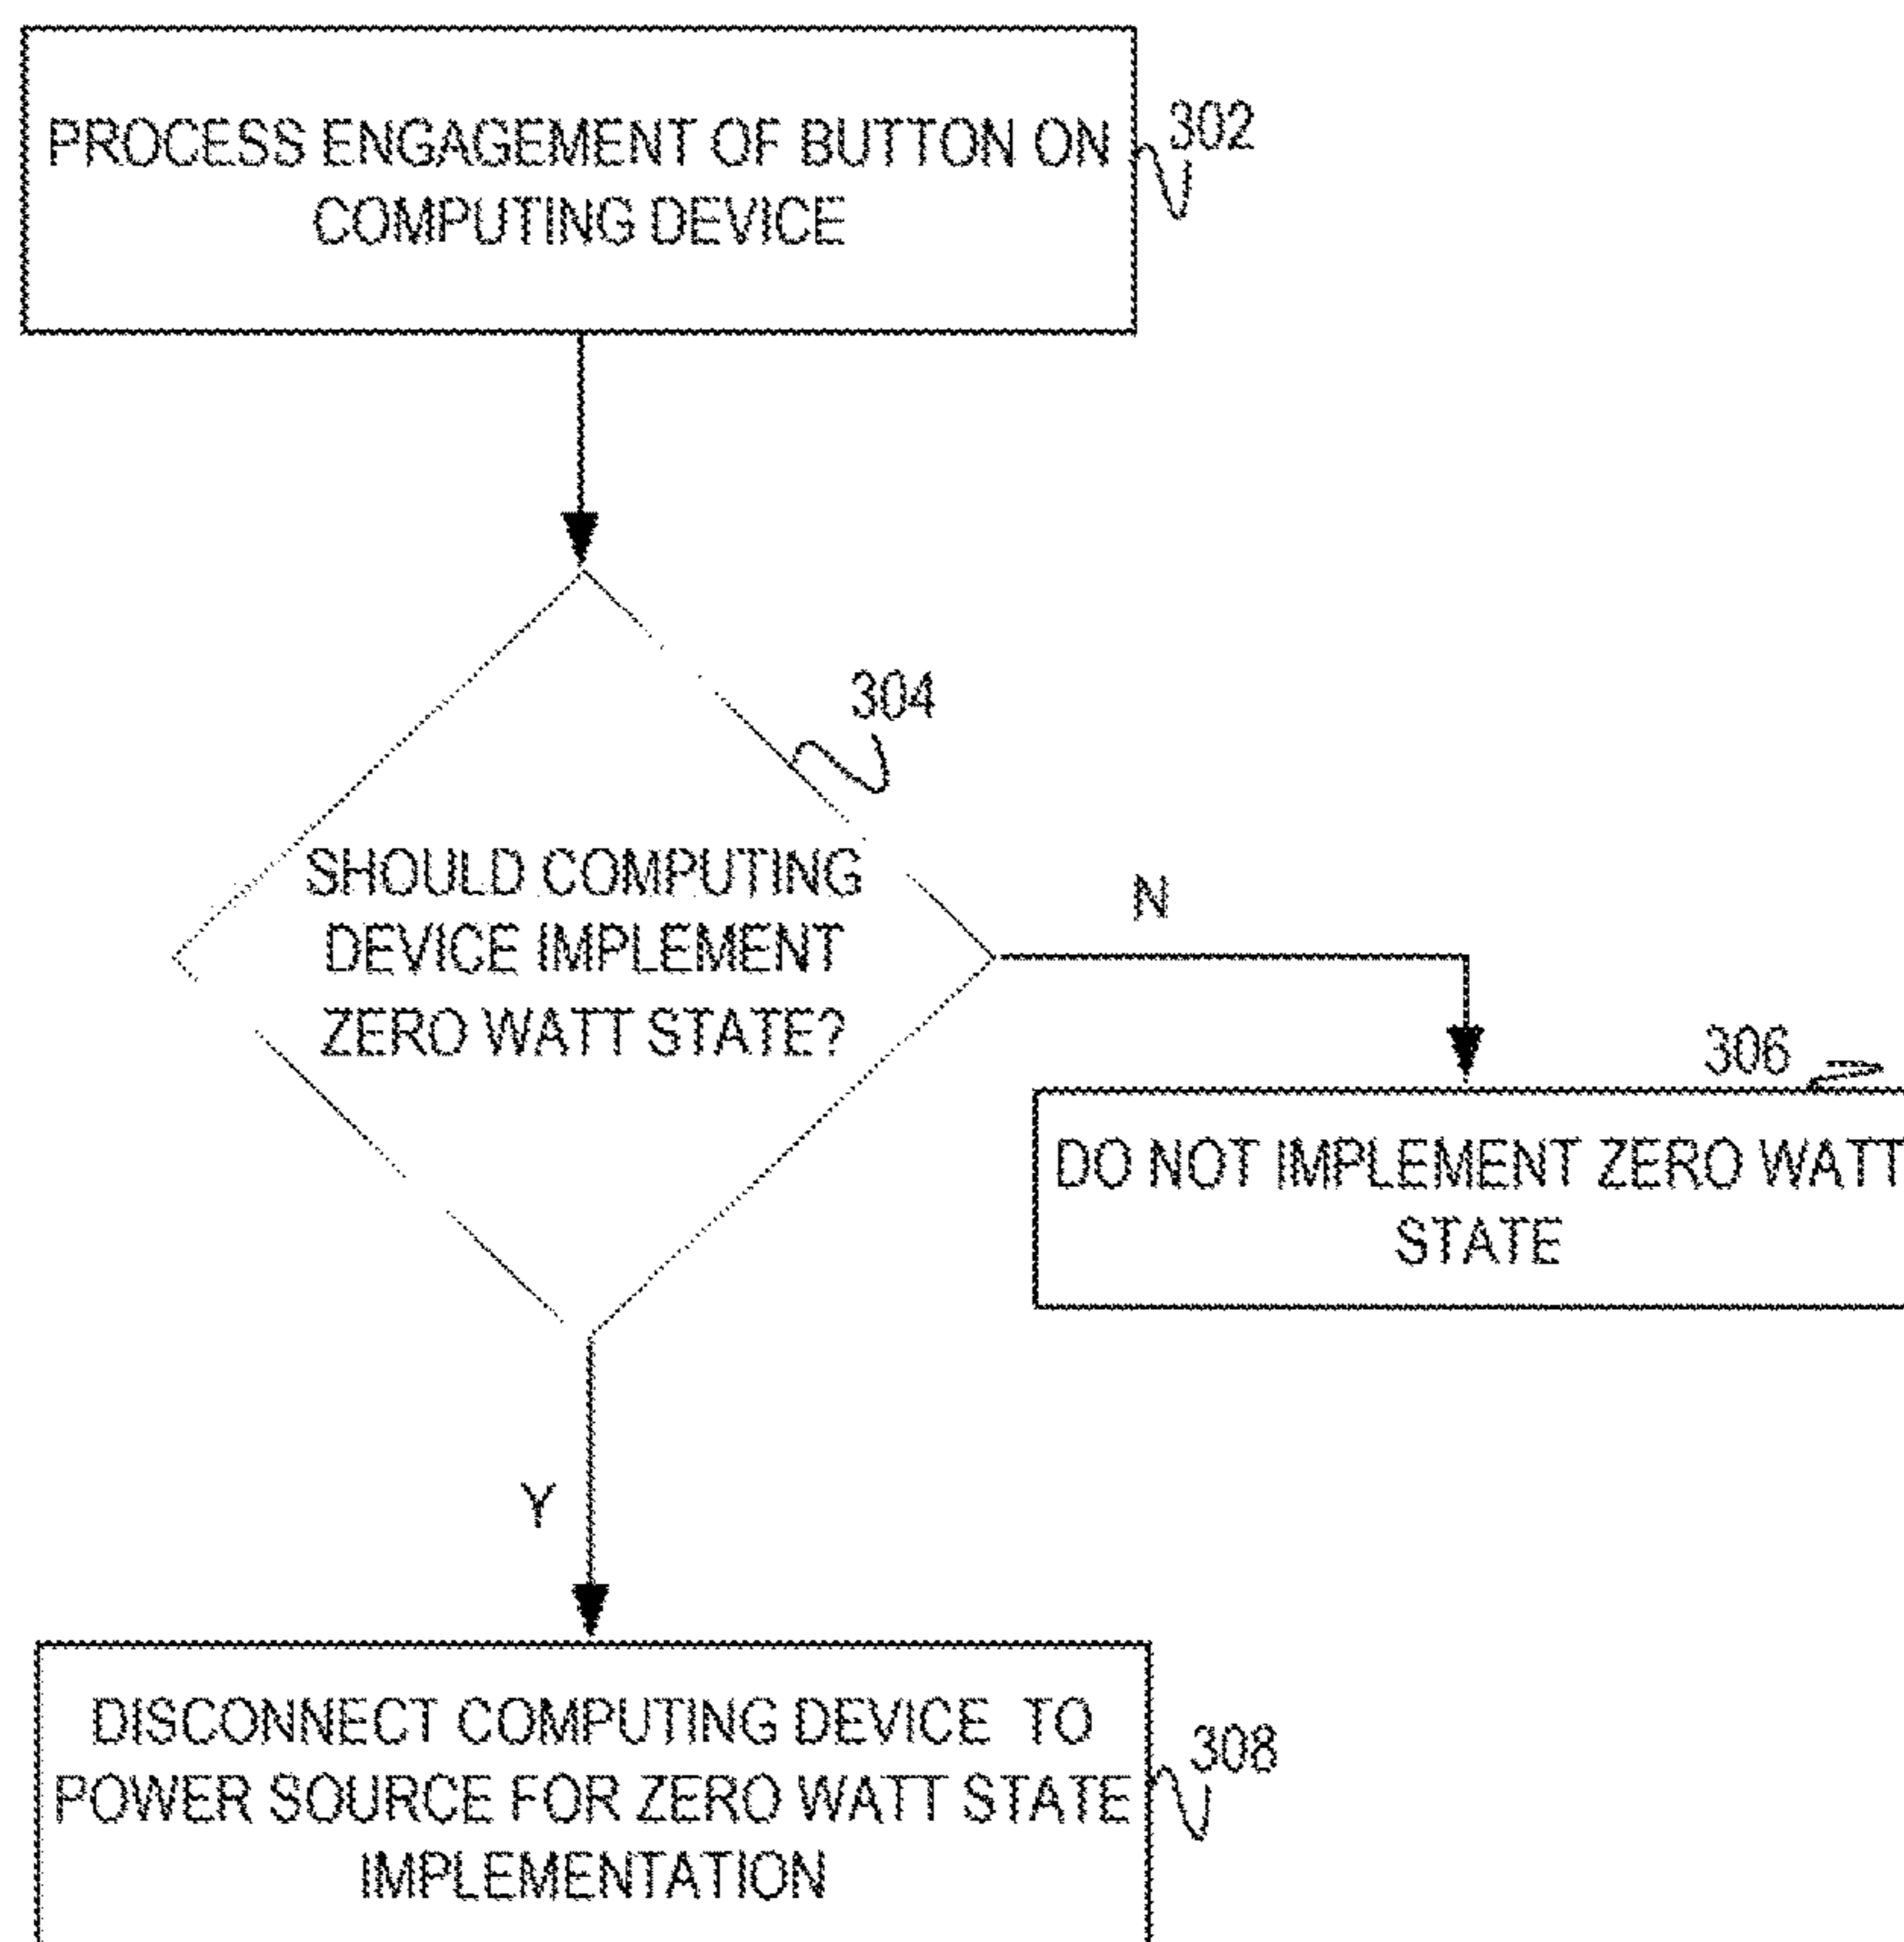 PROCESS ENGAGEMENT OF BUTTON ON
COMPUTING DEVICE
302
304
SHOULD COMPUTING
DEVICE IMPLEMENT
ZERO WATT STATE?
N
306
DO NOT IMPLEMENT ZERO WATT
STATE
Y
DISCONNECT COMPUTING DEVICE TO
POWER SOURCE FOR ZERO WATT STATE
IMPLEMENTATION
308